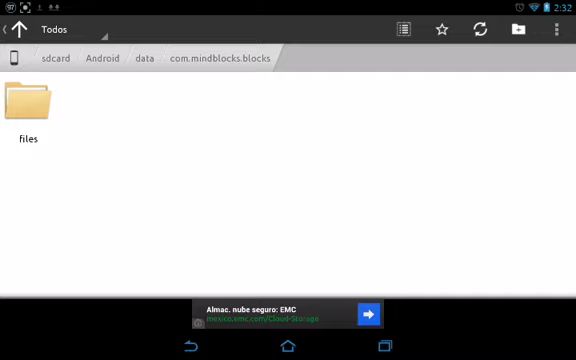 97
2:32
Todos
sdcard
Android
data
com.mindblocks.blocks
files
Almac. nube seguro: EMC
mexico.emc.com/Cloud-Storage